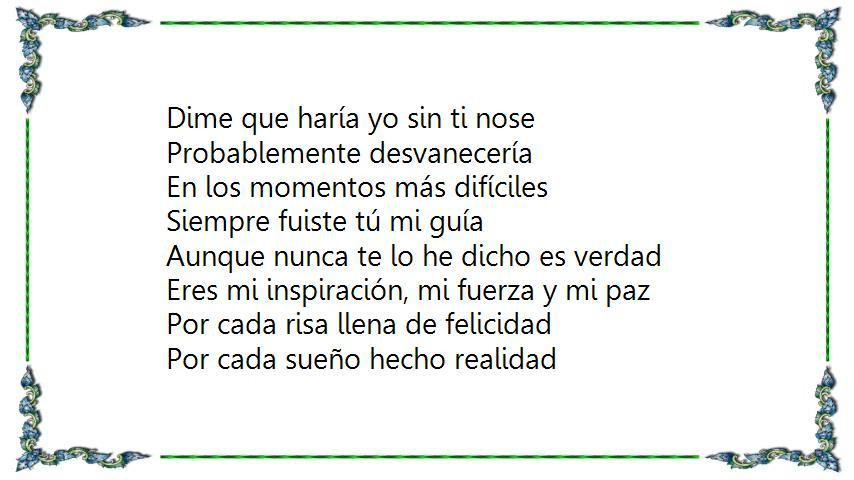 Dime que haría yo sin ti nose
Probablemente desvanecería
En los momentos más difíciles
Siempre fuiste tú mi guía
Aunque nunca te lo he dicho es verdad
Eres mi inspiración, mi fuerza y mi paz
Por cada risa llena de felicidad
Por cada sueño hecho realidad